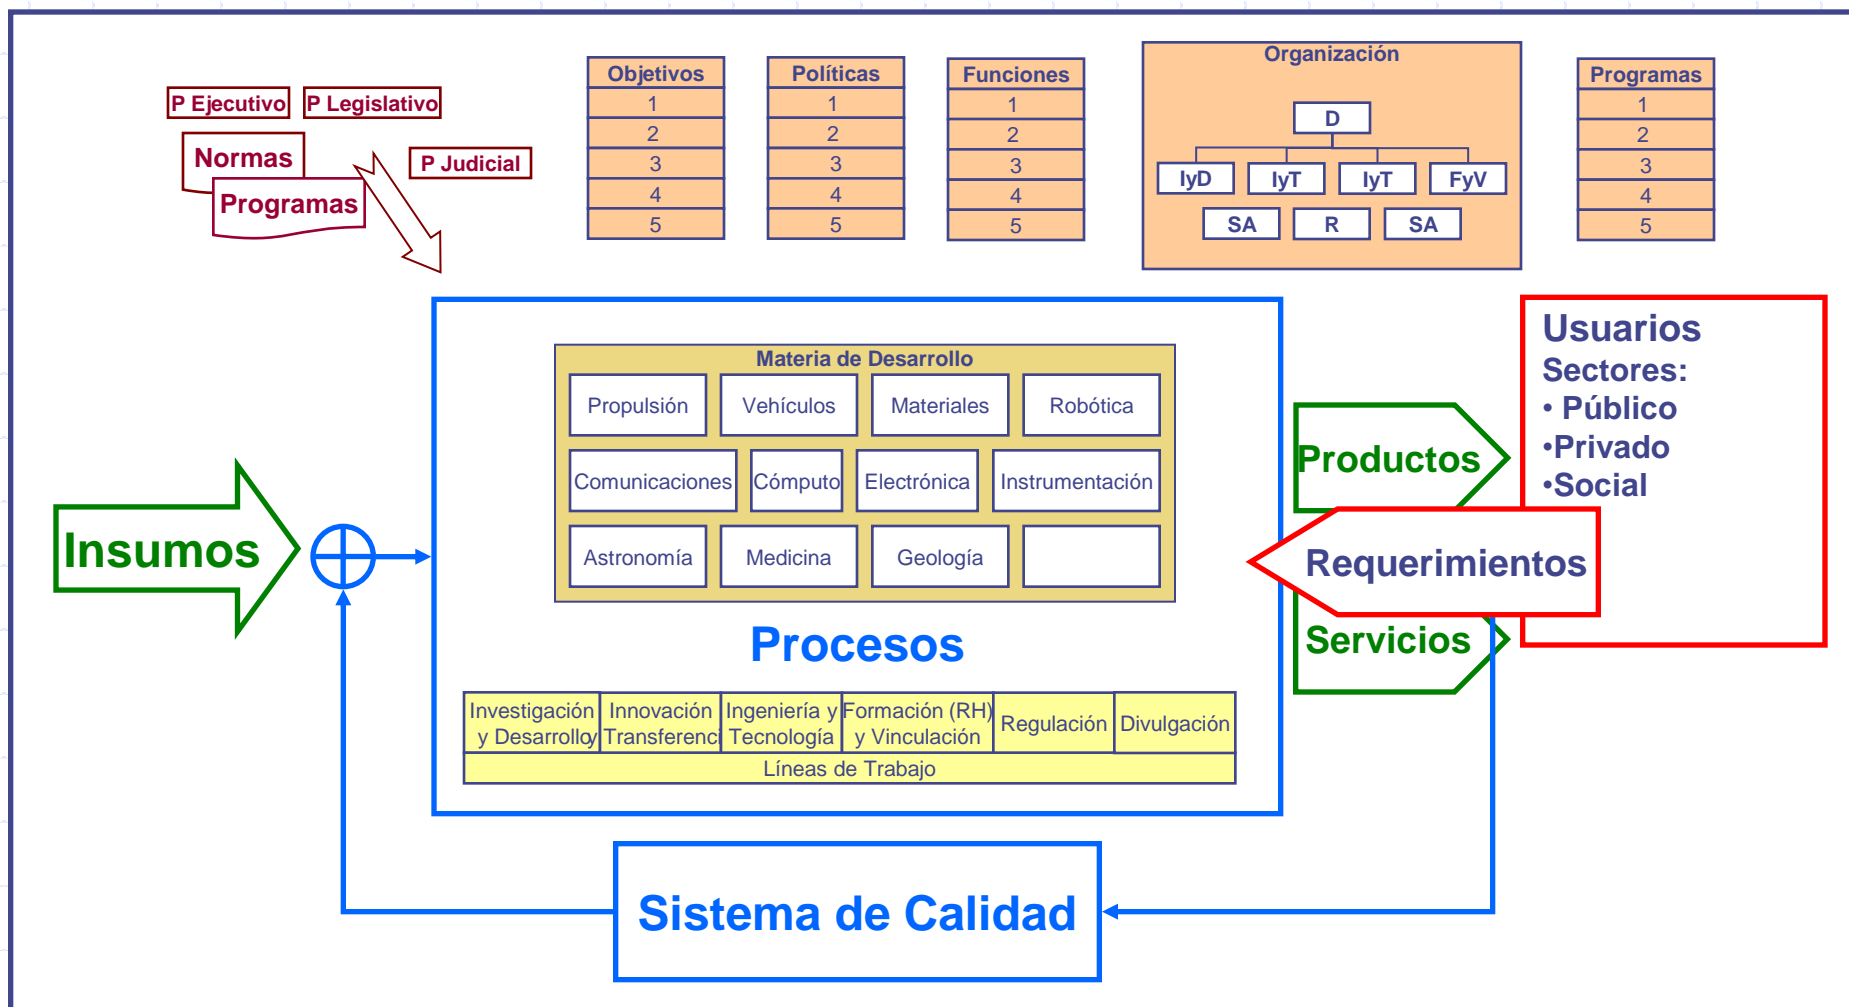 P Ejecutivo
P Legislativo
P Judicial
Normas
Programas
Objetivos
1
2
3
4
5
Políticas
1
2
3
4
5
Funciones
1
2
3
4
5
Organización
D
IyD
IyT
IyT
FyV
SA
R
SA
Programas
1
2
3
4
5
Insumos
Materia de Desarrollo
Propulsión
Vehículos
Materiales
Robótica
Comunicaciones
Cómputo
Electrónica
Instrumentación
Astronomía
Medicina
Geología
Procesos
Investigación
y Desarrollo
Innovación y
Transferenci
Ingeniería y
Tecnología
Formación (RH)
y Vinculación
Regulación
Divulgación
Líneas de Trabajo
Productos
Requerimientos
Servicios
Usuarios
Sectores:
• Público
•Privado
•Social
Sistema de Calidad